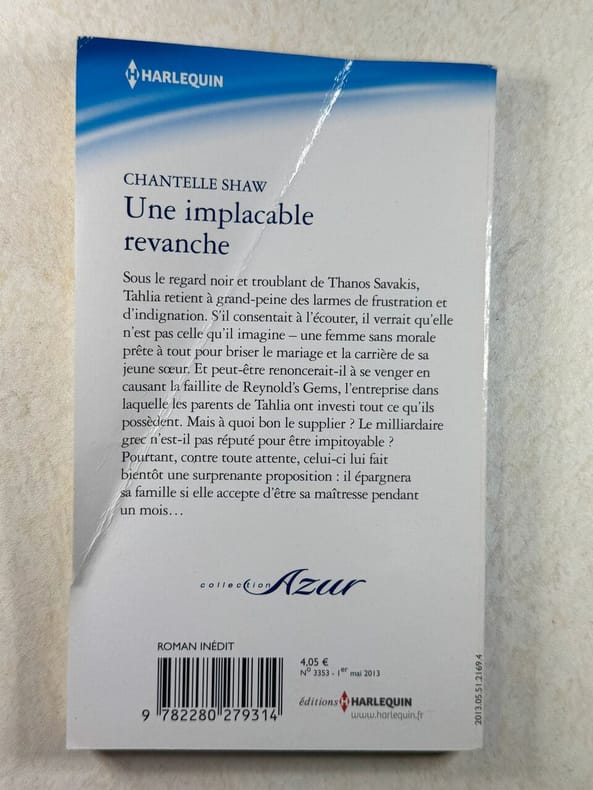 HARLEQUIN
CHANTELLE SHAW
Une implacable
revanche
Sous le regard noir et troublant de Thanos Savakis,
Tahlia retient à grand-peine des larmes de frustration et
d'indignation. S'il consentait à l'écouter, il verrait qu'elle
n'est pas celle qu'il imagine – une femme sans morale
prête à tout pour briser le mariage et la carrière de sa
jeune sœur. Et peut-être renoncerait-il à se venger en
causant la faillite de Reynold's Gems, l'entreprise dans
laquelle les parents de Tahlia ont investi tout ce qu'ils
possèdent. Mais à quoi bon le supplier ? Le milliardaire
grec n'est-il pas réputé pour être impitoyable ?
Pourtant, contre toute attente, celui-ci lui fait
bientôt une surprenante proposition : il épargnera
sa famille si elle accepte d'être sa maîtresse pendant
un mois…
collection Azur
ROMAN INÉDIT
4,05 €
N° 3353 - 1er mai 2013
éditions HARLEQUIN
www.harlequin.fr
9 782280 279314
2013.05.51.2169.4